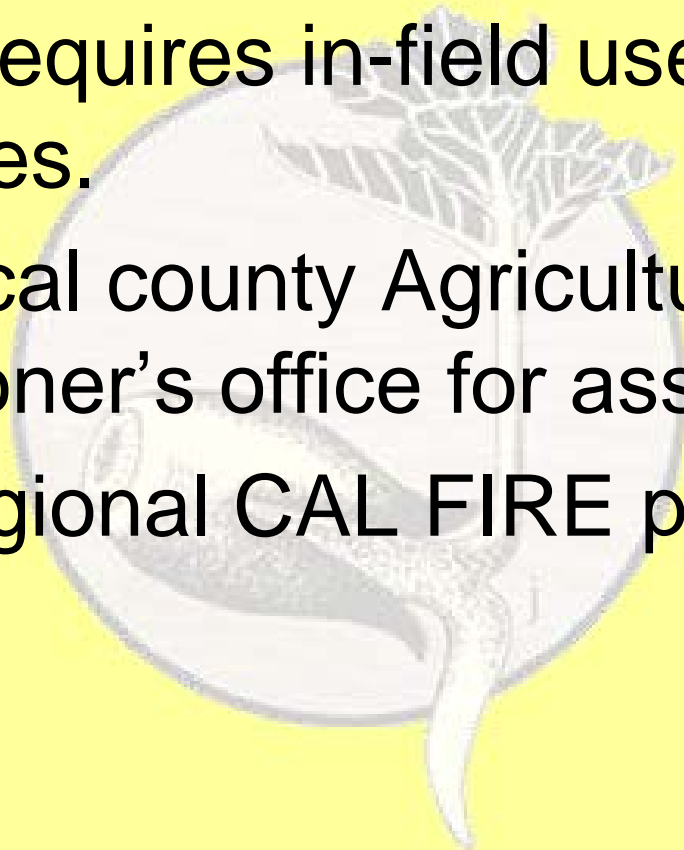 equires in-field use
es.
cal county Agricultu
oner’s office for ass
gional CAL FIRE p
j